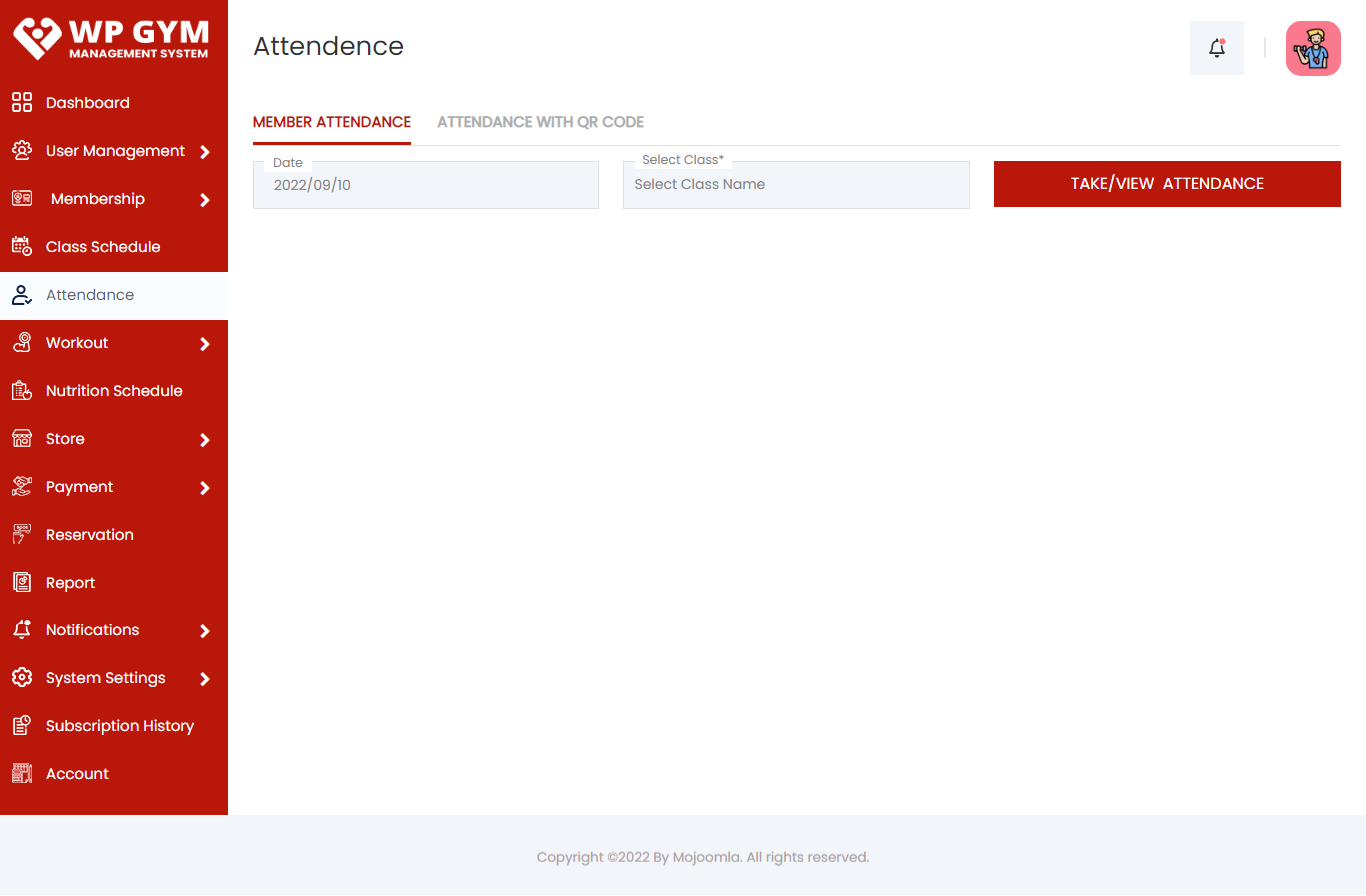 WP GYM
MANAGEMENT SYSTEM
Dashboard
User Management
Membership
Class Schedule
Attendance
Workout
Nutrition Schedule
Store
Payment
Reservation
Report
Notifications
System Settings
Subscription History
Account
Attendence
MEMBER ATTENDANCE
ATTENDANCE WITH QR CODE
Date
2022/09/10
Select Class*
Select Class Name
TAKE/VIEW ATTENDANCE
Copyright ©2022 By Mojoomla. All rights reserved.